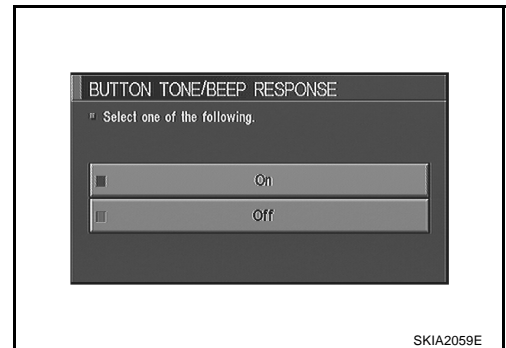 BUTTON TONE/BEEP RESPONSE
Select one of the following.
On
Off
SKIA2059E